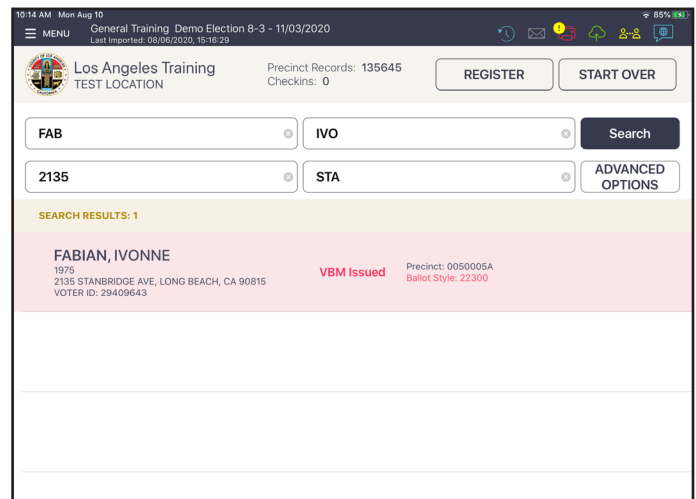 10:14 AM Mon Aug 10
85%
MENU
General Training Demo Election 8-3 - 11/03/2020
Last Imported: 08/06/2020, 15:16:29
Los Angeles Training
TEST LOCATION
Precinct Records: 135645
Checkins: 0
REGISTER
START OVER
FAB
IVO
Search
2135
STA
ADVANCED
OPTIONS
SEARCH RESULTS: 1
FABIAN, IVONNE
1975
2135 STANBRIDGE AVE, LONG BEACH, CA 90815
VOTER ID: 29409643
VBM Issued
Precinct: 0050005A
Ballot Style: 22300